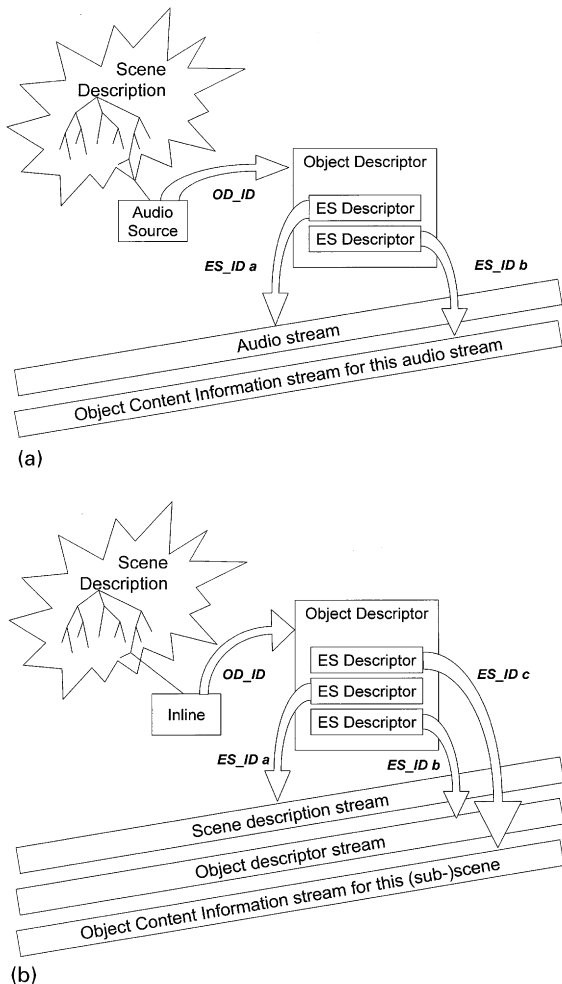 Scene
Description
Object Descriptor
OD_ID
Audio
Source
ES Descriptor
ES Descriptor
ES_ID a
ES_ID b
Audio stream
Object Content Information stream for this audio stream
(a)
Scene
Description
Object Descriptor
OD_ID
ES Descriptor
ES_ID c
Inline
ES Descriptor
ES Descriptor
ES_ID a
ES_ID b
Scene description stream
Object descriptor stream
Object Content Information stream for this (sub-)scene
(b)